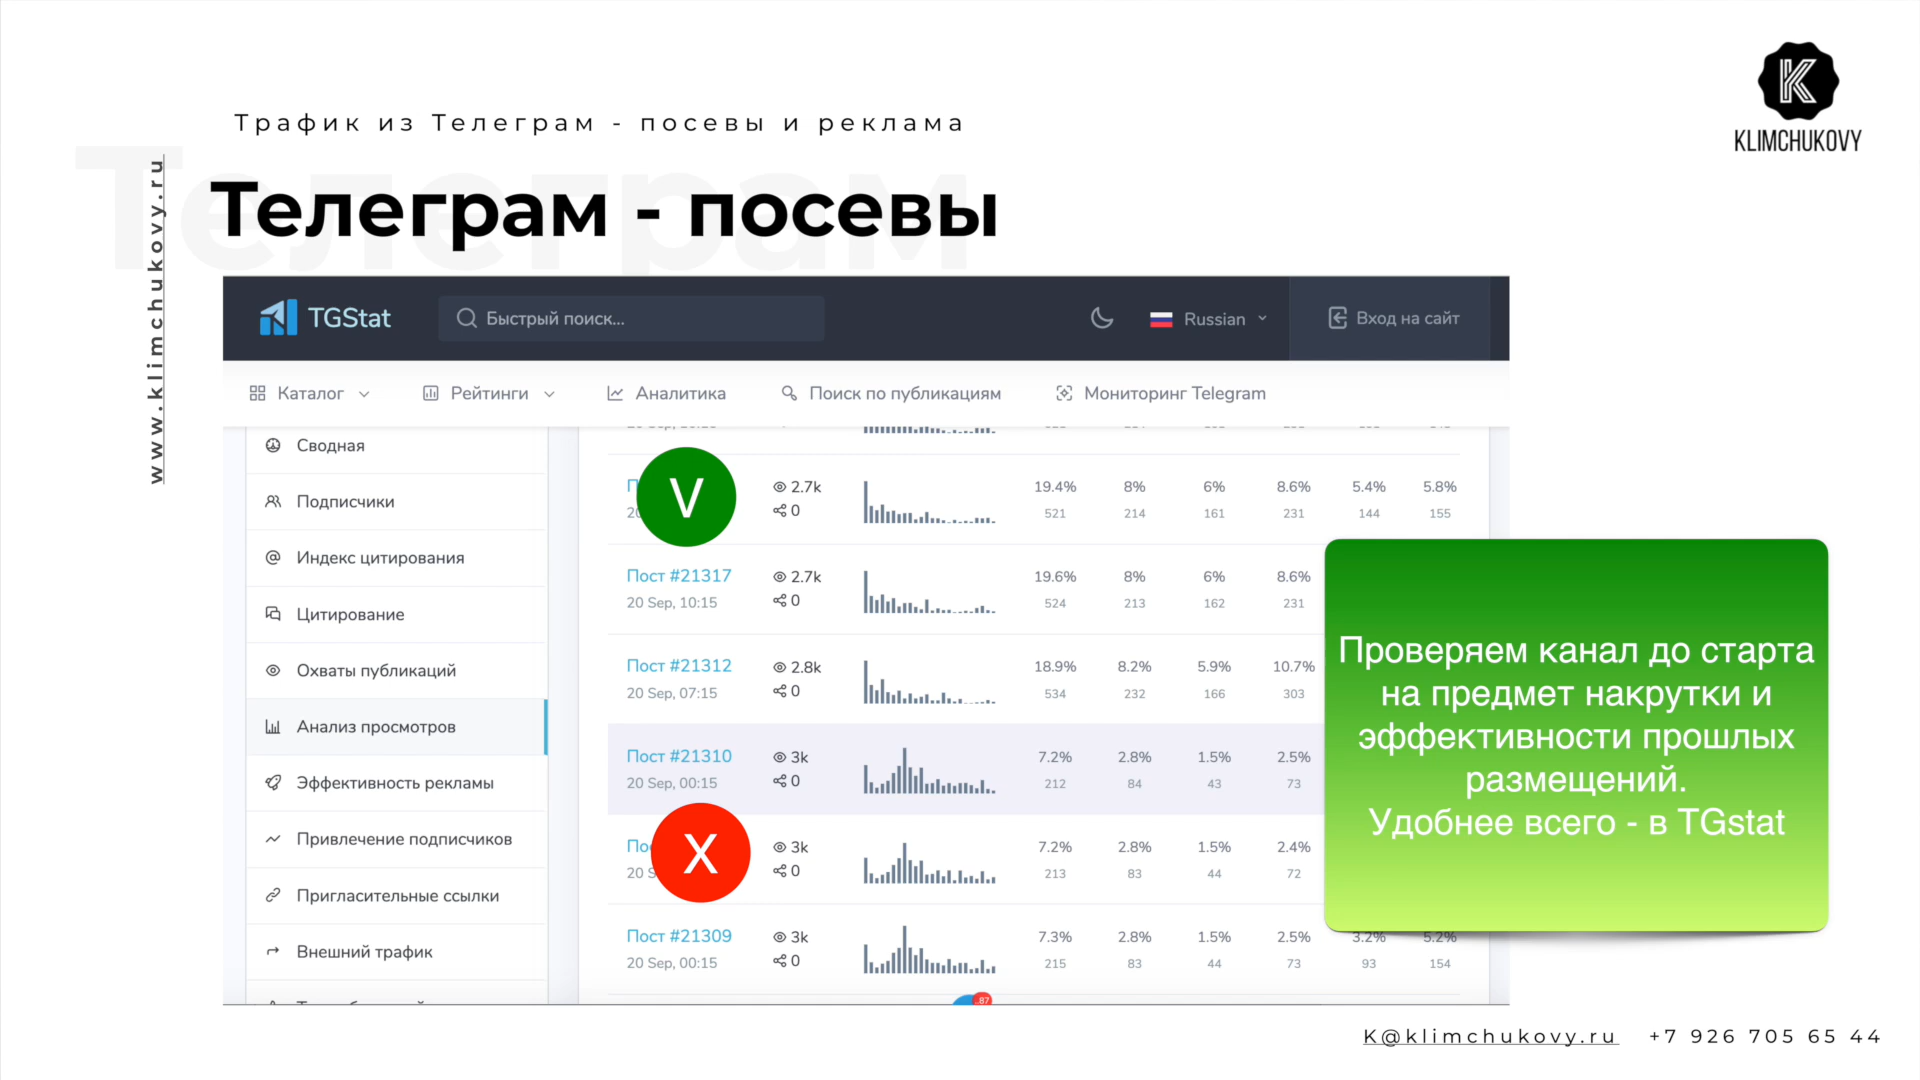 Трафик из Телеграм - посевы и реклама
KLIMCHUKOVY
www.klimchukovy.ru
Телеграм
Телеграм - посевы
TGStat
Быстрый поиск...
Russian
Вход на сайт
Каталог
Рейтинги
Аналитика
Поиск по публикациям
Мониторинг Telegram
Сводная
Подписчики
Индекс цитирования
Цитирование
Охваты публикаций
Анализ просмотров
Эффективность рекламы
Привлечение подписчиков
Пригласительные ссылки
Внешний трафик
V
2.7k 19.4% 8% 6% 8.6% 5.4% 5.8%
0 521 214 161 231 144 155
Пост #21317 2.7k 19.6% 8% 6% 8.6%
20 Sep, 10:15 0 524 213 162 231
Пост #21312 2.8k 18.9% 8.2% 5.9% 10.7%
20 Sep, 07:15 0 534 232 166 303
Пост #21310 3k 7.2% 2.8% 1.5% 2.5%
20 Sep, 00:15 0 212 84 43 73
X
3k 7.2% 2.8% 1.5% 2.4%
0 213 83 44 72
Пост #21309 3k 7.3% 2.8% 1.5% 2.5% 3.2% 5.2%
20 Sep, 00:15 0 215 83 44 73 93 154
87
Проверяем канал до старта
на предмет накрутки и
эффективности прошлых
размещений.
Удобнее всего - в TGstat
K@klimchukovy.ru +7 926 705 65 44